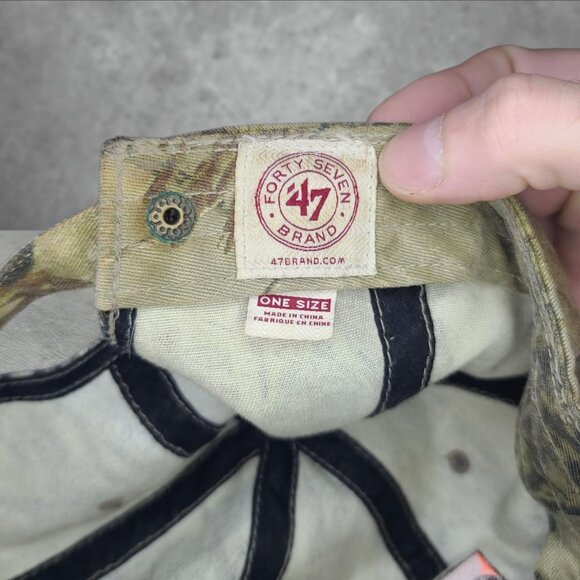 FORTY SEVEN
'47
BRAND
47BRAND.COM
ONE SIZE
MADE IN CHINA
FABRIQUE EN CHINE